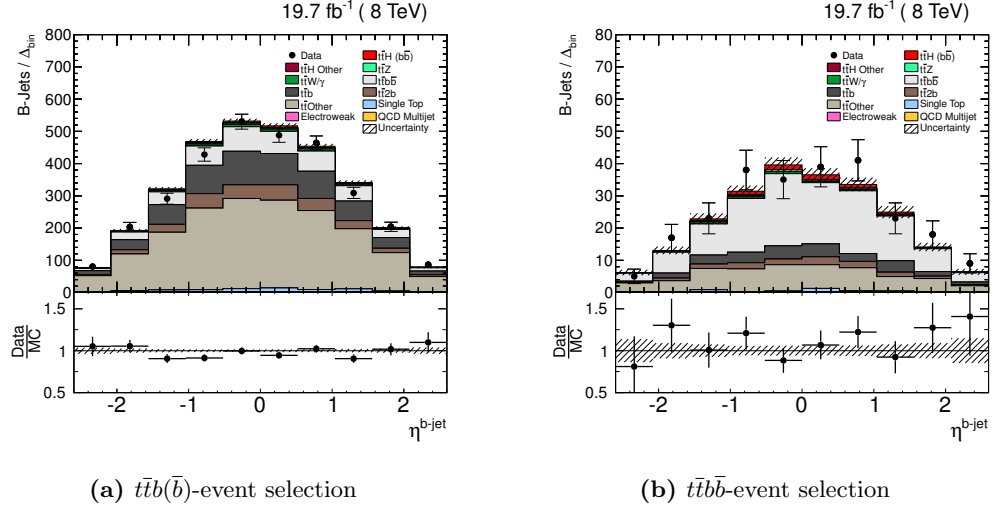 19.7 fb⁻¹ ( 8 TeV)
B-Jets / Δbin
800
700
600
500
400
300
200
100
0
Data
tt̄H (bb̄)
tt̄H Other
tt̄Z
tt̄W/γ
tt̄bb̄
tt̄b
tt̄2b
tt̄Other
Single Top
Electroweak
QCD Multijet
Uncertainty
Data
MC
1.5
1
0.5
-2 -1 0 1 2
η^b-jet
(a) tt̄b(b̄)-event selection
19.7 fb⁻¹ ( 8 TeV)
B-Jets / Δbin
80
70
60
50
40
30
20
10
0
Data
tt̄H (bb̄)
tt̄H Other
tt̄Z
tt̄W/γ
tt̄bb̄
tt̄b
tt̄2b
tt̄Other
Single Top
Electroweak
QCD Multijet
Uncertainty
Data
MC
1.5
1
0.5
-2 -1 0 1 2
η^b-jet
(b) tt̄bb̄-event selection